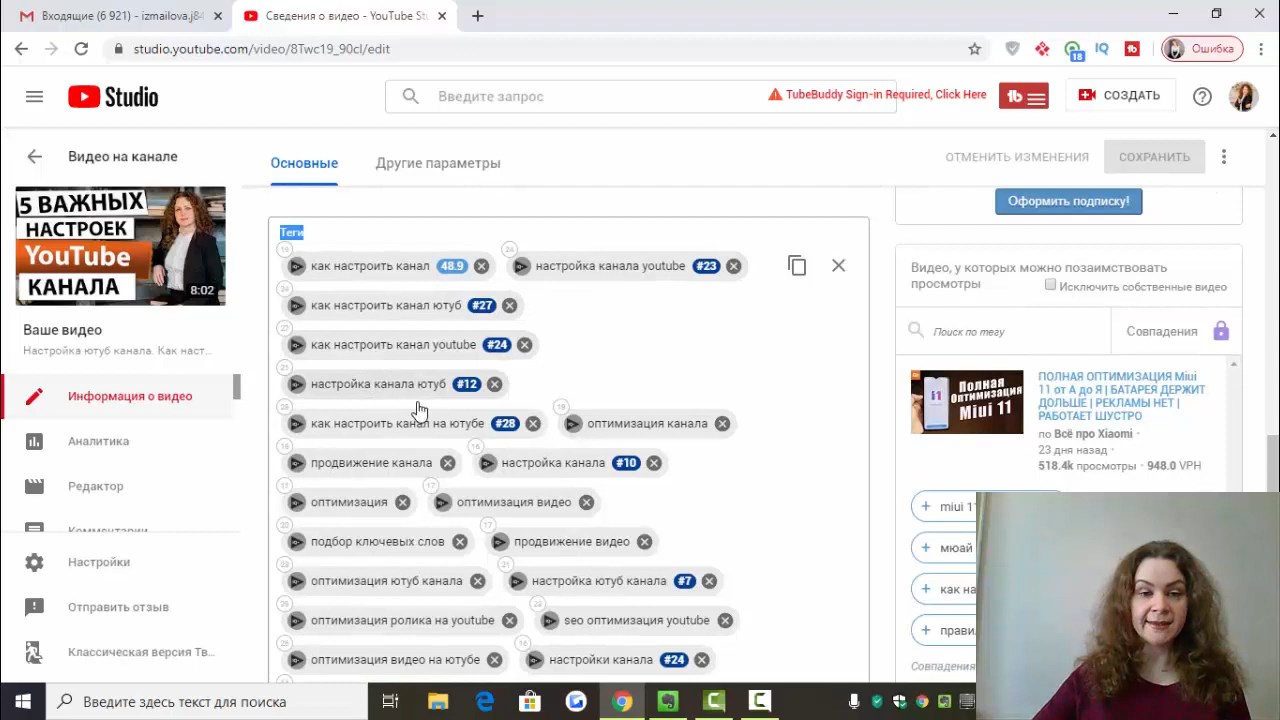 Входящие (6 921) - izmailova.j84
Сведения о видео - YouTube St
studio.youtube.com/video/8Twc19_90cI/edit
18
IQ
tb
Ошибка
Studio
Введите запрос
TubeBuddy Sign-in Required, Click Here
tb
СОЗДАТЬ
Видео на канале
Основные
Другие параметры
ОТМЕНИТЬ ИЗМЕНЕНИЯ
СОХРАНИТЬ
5 ВАЖНЫХ
НАСТРОЕК
YouTube
КАНАЛА
8:02
Ваше видео
Настройка ютуб канала. Как наст...
Информация о видео
Аналитика
Редактор
Комментарии
Настройки
Отправить отзыв
Классическая версия Тв...
Теги
как настроить канал 48.9
настройка канала youtube #23
как настроить канал ютуб #27
как настроить канал youtube #24
настройка канала ютуб #12
как настроить канал на ютубе #28
оптимизация канала
продвижение канала
настройка канала #10
оптимизация
оптимизация видео
подбор ключевых слов
продвижение видео
оптимизация ютуб канала
настройка ютуб канала #7
оптимизация ролика на youtube
seo оптимизация youtube
оптимизация видео на ютубе
настройки канала #24
Оформить подписку!
Видео, у которых можно позаимствовать
просмотры
Исключить собственные видео
Поиск по тегу
Совпадения
Полная
Оптимизация
Miui 11
ПОЛНАЯ ОПТИМИЗАЦИЯ Miui
11 от А до Я | БАТАРЕЯ ДЕРЖИТ
ДОЛЬШЕ | РЕКЛАМЫ НЕТ |
РАБОТАЕТ ШУСТРО
по Всё про Xiaomi
23 дня назад
518.4k просмотры 948.0 VPH
+ miui 11
+ мюай
+ как на
+ прави
Совпадения
Введите здесь текст для поиска